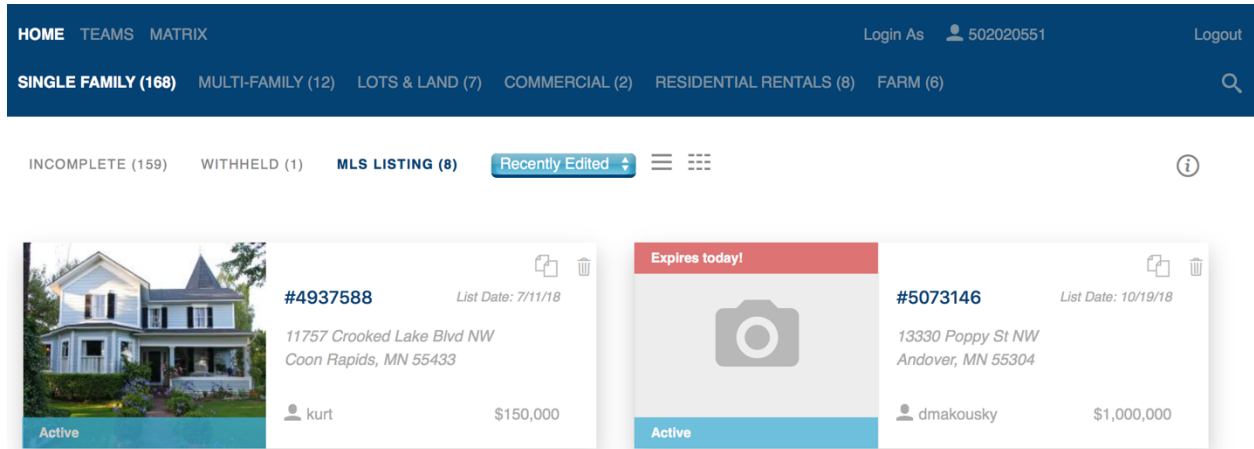 HOME TEAMS MATRIX Login As 502020551 Logout
SINGLE FAMILY (168) MULTI-FAMILY (12) LOTS & LAND (7) COMMERCIAL (2) RESIDENTIAL RENTALS (8) FARM (6)
INCOMPLETE (159) WITHHELD (1) MLS LISTING (8) Recently Edited
#4937588 List Date: 7/11/18
11757 Crooked Lake Blvd NW
Coon Rapids, MN 55433
kurt $150,000
Active
Expires today!
#5073146 List Date: 10/19/18
13330 Poppy St NW
Andover, MN 55304
dmakousky $1,000,000
Active